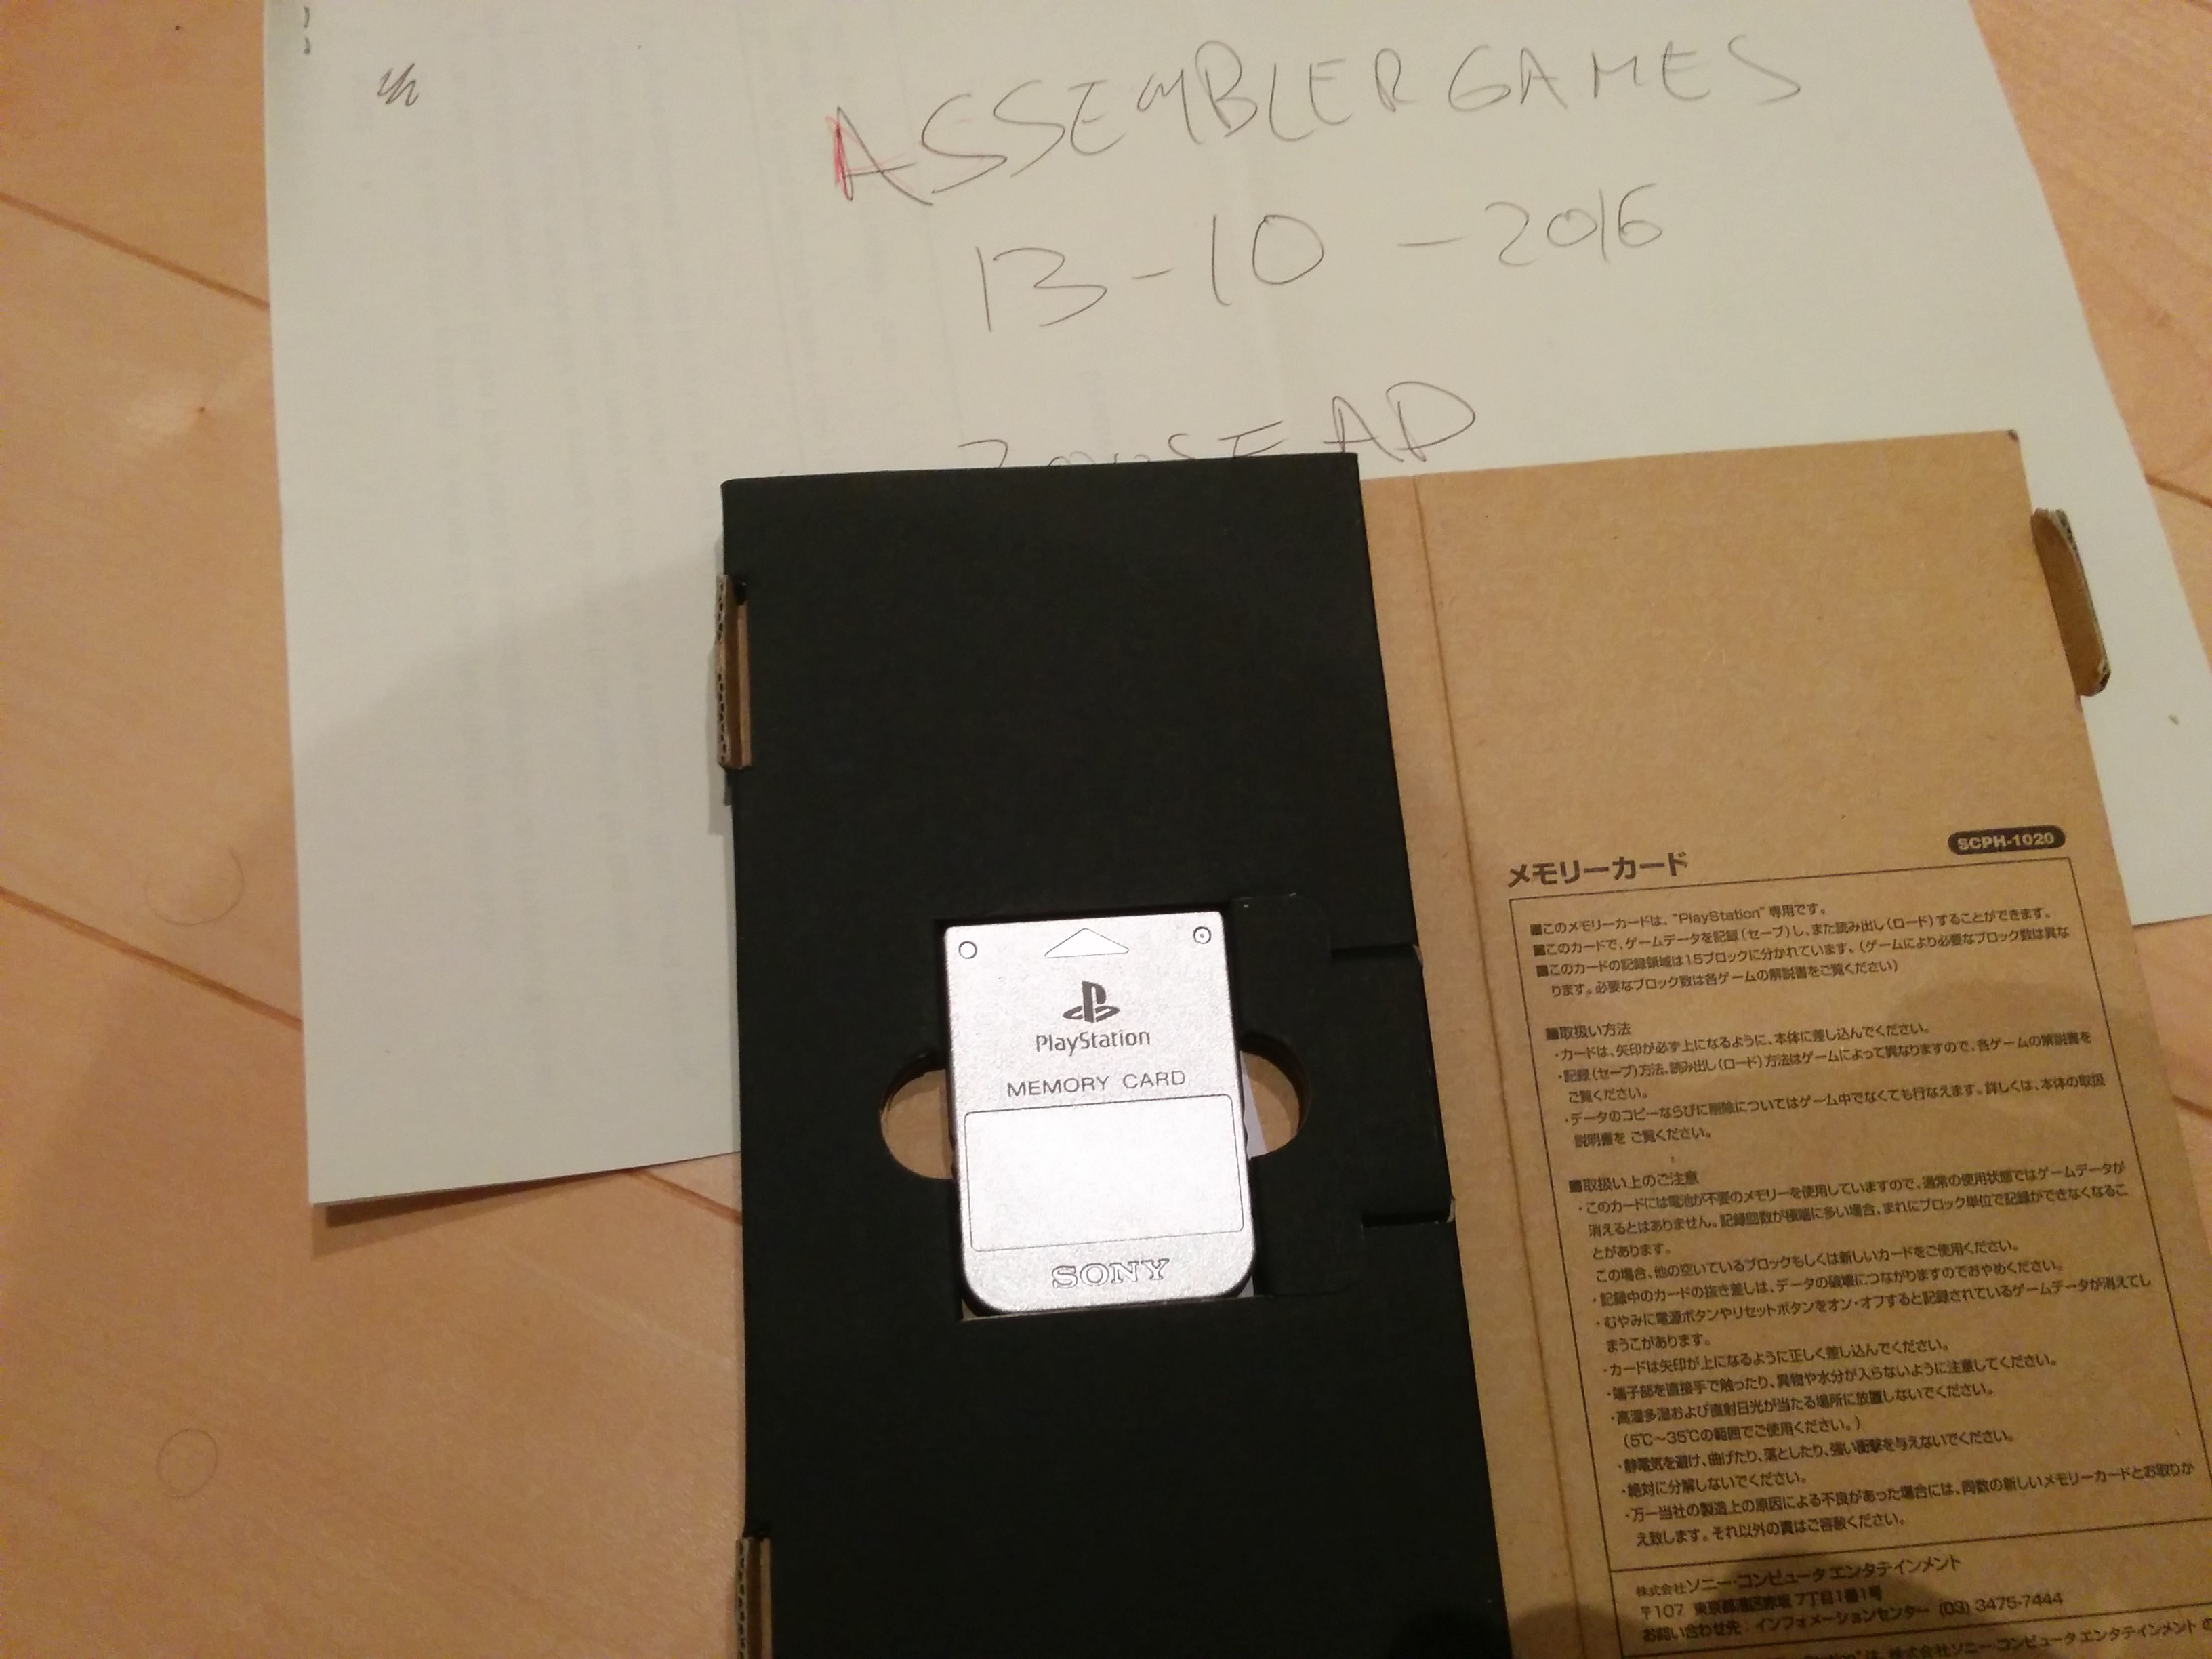 ASSEMBLER GAMES
13-10-2016
PlayStation
MEMORY CARD
SONY
SCPH-1020
メモリーカード
■このメモリーカードは、"PlayStation"専用です。
■このカードで、ゲームデータを記録(セーブ)し、また読み出し(ロード)することができます。
■このカードの記録領域は15ブロックに分かれています。(ゲームにより必要なブロック数は異な
ります。必要なブロック数は各ゲームの解説書をご覧ください)
■取扱い方法
・カードは、矢印が必ず上になるように、本体に差し込んでください。
・記録(セーブ)方法、読み出し(ロード)方法はゲームによって異なりますので、各ゲームの解説書を
ご覧ください。
・データのコピーならびに削除についてはゲーム中でなくても行なえます。詳しくは、本体の取扱
説明書を ご覧ください。
■取扱い上のご注意
・このカードには電池が不要のメモリーを使用していますので、通常の使用状態ではゲームデータが
消えるとはありません。記録回数が極端に多い場合、まれにブロック単位で記録ができなくなるこ
とがあります。
この場合、他の空いているブロックもしくは新しいカードをご使用ください。
・記録中のカードの抜き差しは、データの破壊につながりますのでおやめください。
・むやみに電源ボタンやリセットボタンをオン・オフすると記録されているゲームデータが消えてし
まうこがあります。
・カードは矢印が上になるように正しく差し込んでください。
・端子部を直接手で触ったり、異物や水分が入らないように注意してください。
・高温多湿および直射日光が当たる場所に放置しないでください。
(5℃〜35℃の範囲でご使用ください。)
・静電気を避け、曲げたり、落としたり、強い衝撃を与えないでください。
・絶対に分解しないでください。
・万一当社の製造上の原因による不良があった場合には、同数の新しいメモリーカードとお取りか
え致します。それ以外の責はご容赦ください。
株式会社ソニー・コンピュータエンタテインメント
〒107 東京都港区赤坂7丁目1番1号
お問い合わせ先:インフォメーションセンター (03) 3475-7444
は、株式会社ソニー・コンピュータエンタテインメント